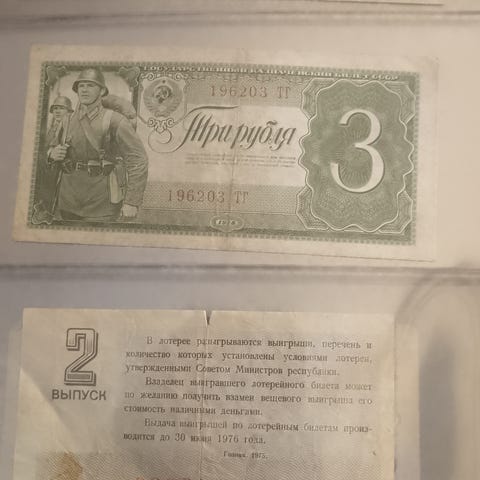 ГОСУДАРСТВЕННЫЙ КАЗНАЧЕЙСКИЙ БИЛЕТ СССР
196203 ТГ
Три рубля
3
196203 ТГ
1938
2
ВЫПУСК
В лотерее разыгрываются выигрыши, перечень и
количество которых установлены условиями лотереи,
утвержденными Советом Министров республики.
Владелец выигравшего лотерейного билета может
по желанию получить взамен вещевого выигрыша его
стоимость наличными деньгами.
Выдача выигрышей по лотерейным билетам произ-
водится до 30 июня 1976 года.
Гознак. 1975.